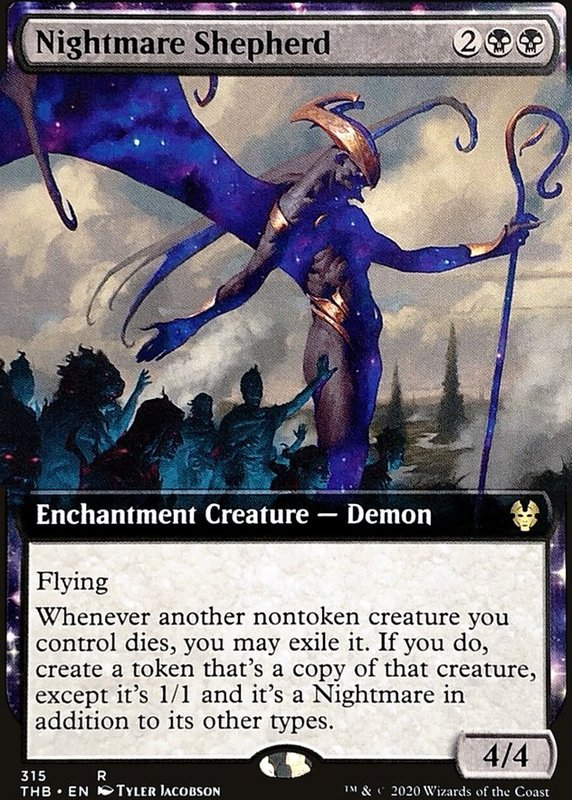 Nightmare Shepherd 2
Enchantment Creature — Demon
Flying
Whenever another nontoken creature you
control dies, you may exile it. If you do,
create a token that's a copy of that creature,
except it's 1/1 and it's a Nightmare in
addition to its other types.
4/4
315 R
THB • EN Tyler Jacobson
™ & © 2020 Wizards of the Coast